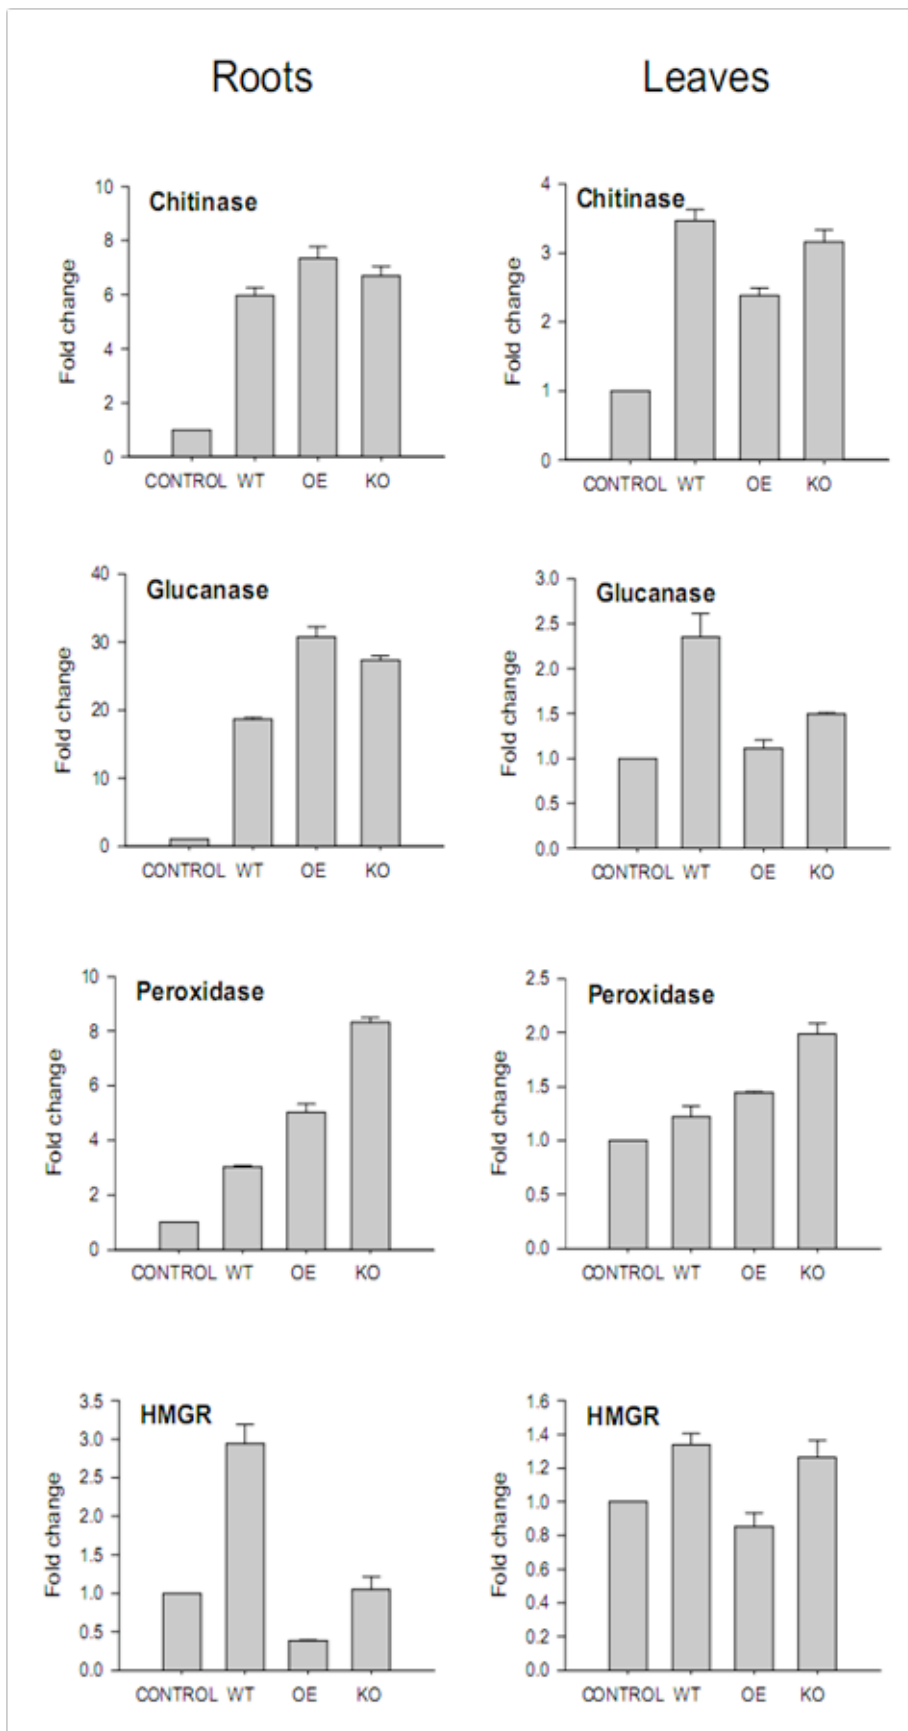 Roots
Leaves
Chitinase
Fold change
10
8
6
4
2
0
CONTROL WT OE KO
Chitinase
Fold change
4
3
2
1
0
CONTROL WT OE KO
Glucanase
Fold change
40
30
20
10
0
CONTROL WT OE KO
Glucanase
Fold change
3.0
2.5
2.0
1.5
1.0
0.5
0.0
CONTROL WT OE KO
Peroxidase
Fold change
10
8
6
4
2
0
CONTROL WT OE KO
Peroxidase
Fold change
2.5
2.0
1.5
1.0
0.5
0.0
CONTROL WT OE KO
HMGR
Fold change
3.5
3.0
2.5
2.0
1.5
1.0
0.5
0.0
CONTROL WT OE KO
HMGR
Fold change
1.6
1.4
1.2
1.0
0.8
0.6
0.4
0.2
0.0
CONTROL WT OE KO